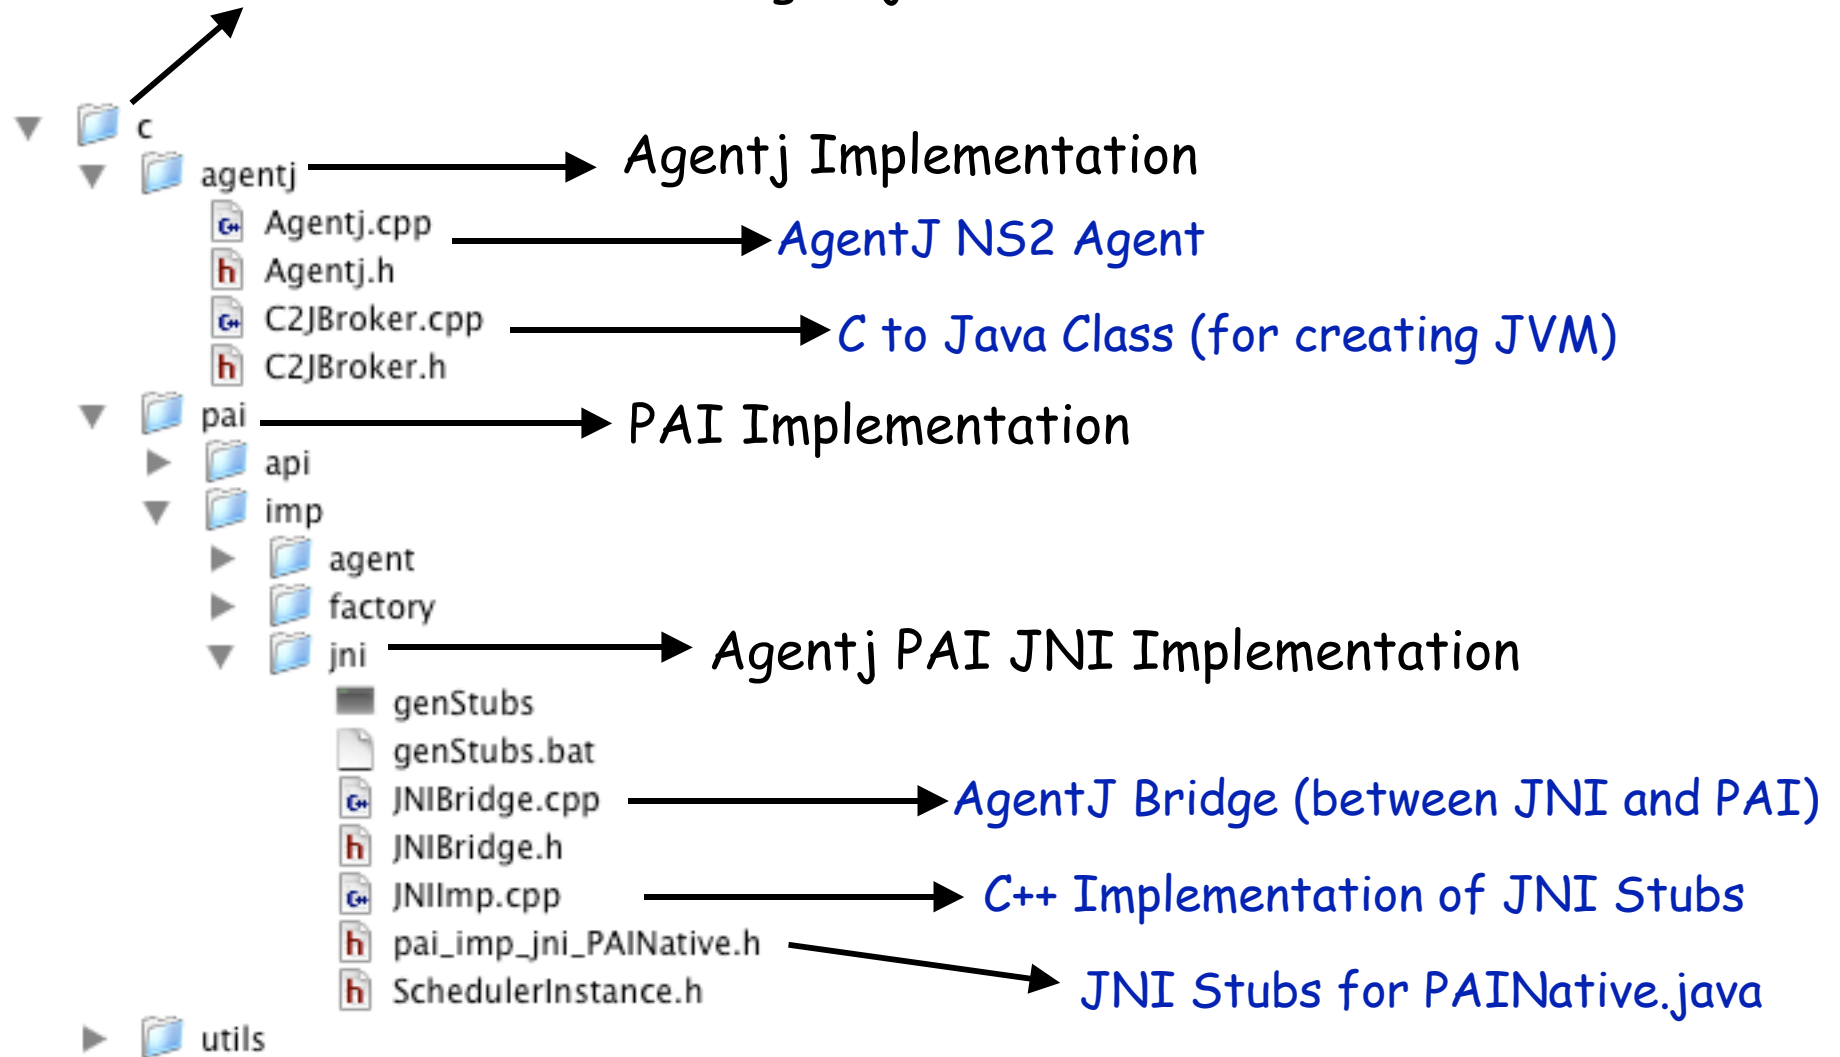 c
agentj Agentj Implementation
Agentj.cpp AgentJ NS2 Agent
Agentj.h
C2JBroker.cpp C to Java Class (for creating JVM)
C2JBroker.h
pai PAI Implementation
api
imp
agent
factory
jni Agentj PAI JNI Implementation
genStubs
genStubs.bat
JNIBridge.cpp AgentJ Bridge (between JNI and PAI)
JNIBridge.h
JNIImp.cpp C++ Implementation of JNI Stubs
pai_imp_jni_PAINative.h
SchedulerInstance.h JNI Stubs for PAINative.java
utils